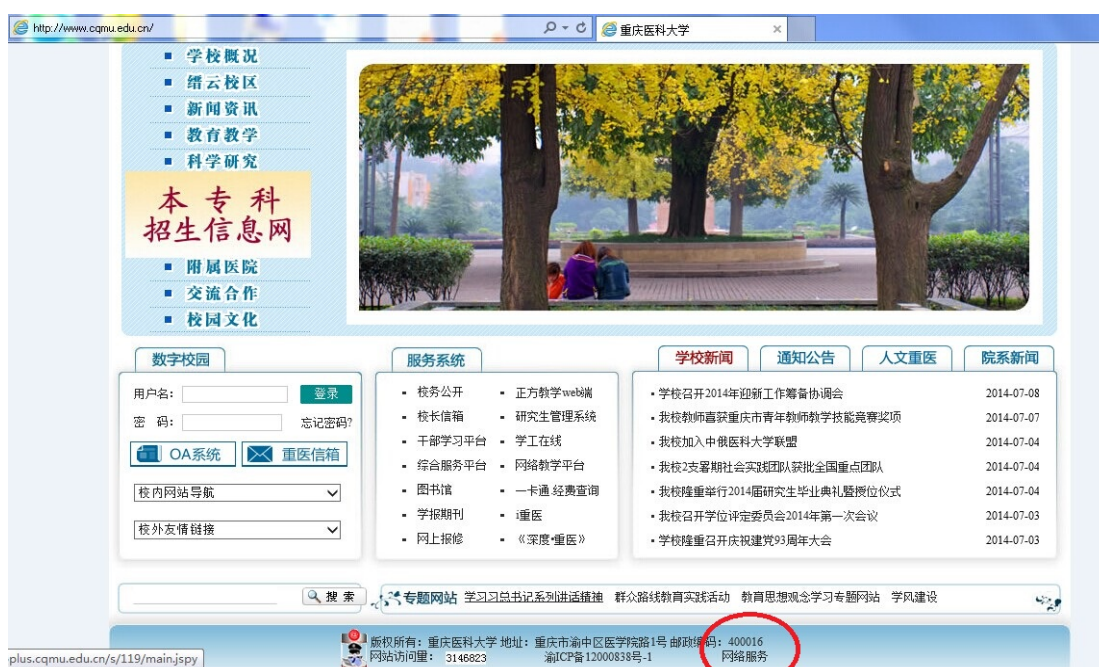 http://www.cqmu.edu.cn/
重庆医科大学
学校概况
缙云校区
新闻资讯
教育教学
科学研究
本专科
招生信息网
附属医院
交流合作
校园文化
数字校园
用户名：
登录
密 码：
忘记密码?
OA系统
重医信箱
校内网站导航
校外友情链接
服务系统
校务公开 正方教学web端
校长信箱 研究生管理系统
干部学习平台 学工在线
综合服务平台 网络教学平台
图书馆 一卡通 经费查询
学报期刊 i重医
网上报修 《深度·重医》
学校新闻 通知公告 人文重医 院系新闻
学校召开2014年迎新工作筹备协调会 2014-07-08
我校教师喜获重庆市青年教师教学技能竞赛奖项 2014-07-07
我校加入中俄医科大学联盟 2014-07-04
我校2支暑期社会实践团队获批全国重点团队 2014-07-04
我校隆重举行2014届研究生毕业典礼暨授位仪式 2014-07-04
我校召开学位评定委员会2014年第一次会议 2014-07-03
学校隆重召开庆祝建党93周年大会 2014-07-03
搜 索
专题网站 学习习总书记系列讲话精神 群众路线教育实践活动 教育思想观念学习专题网站 学风建设
版权所有：重庆医科大学 地址：重庆市渝中区医学院路1号 邮政编码：400016
网站访问量： 3146823 渝ICP备12000838号-1 网络服务
plus.cqmu.edu.cn/s/119/main.jspy